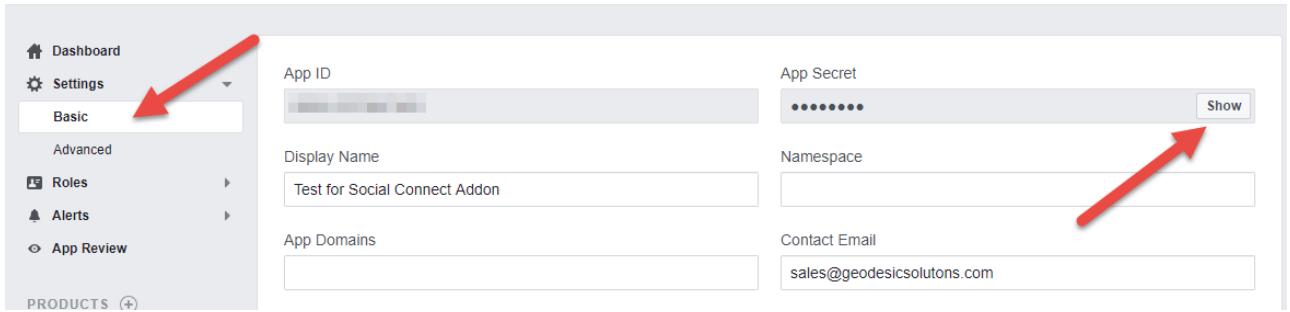 Dashboard
Settings
Basic
Advanced
Roles
Alerts
App Review
PRODUCTS
App ID
App Secret
●●●●●●●● Show
Display Name
Namespace
Test for Social Connect Addon
App Domains
Contact Email
sales@geodesicsolutons.com